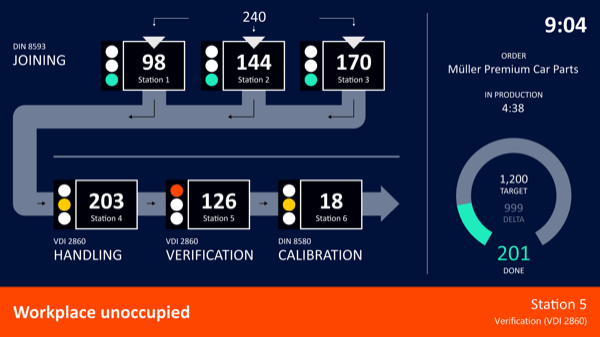 240
9:04
DIN 8593
JOINING
98
Station 1
144
Station 2
170
Station 3
ORDER
Müller Premium Car Parts
IN PRODUCTION
4:38
203
Station 4
126
Station 5
18
Station 6
VDI 2860
HANDLING
VDI 2860
VERIFICATION
DIN 8580
CALIBRATION
1,200
TARGET
999
DELTA
201
DONE
Workplace unoccupied
Station 5
Verification (VDI 2860)